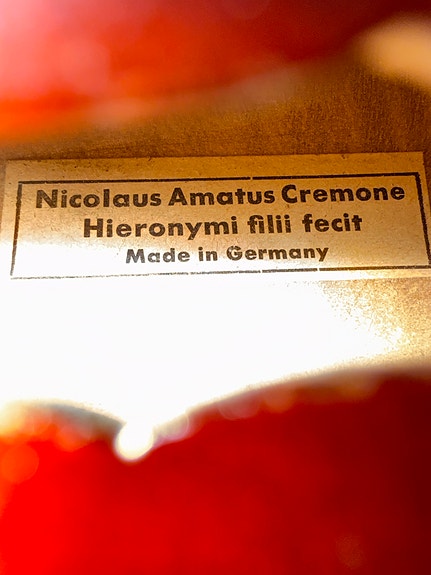 Nicolaus Amatus Cremone
Hieronymi filii fecit
Made in Germany